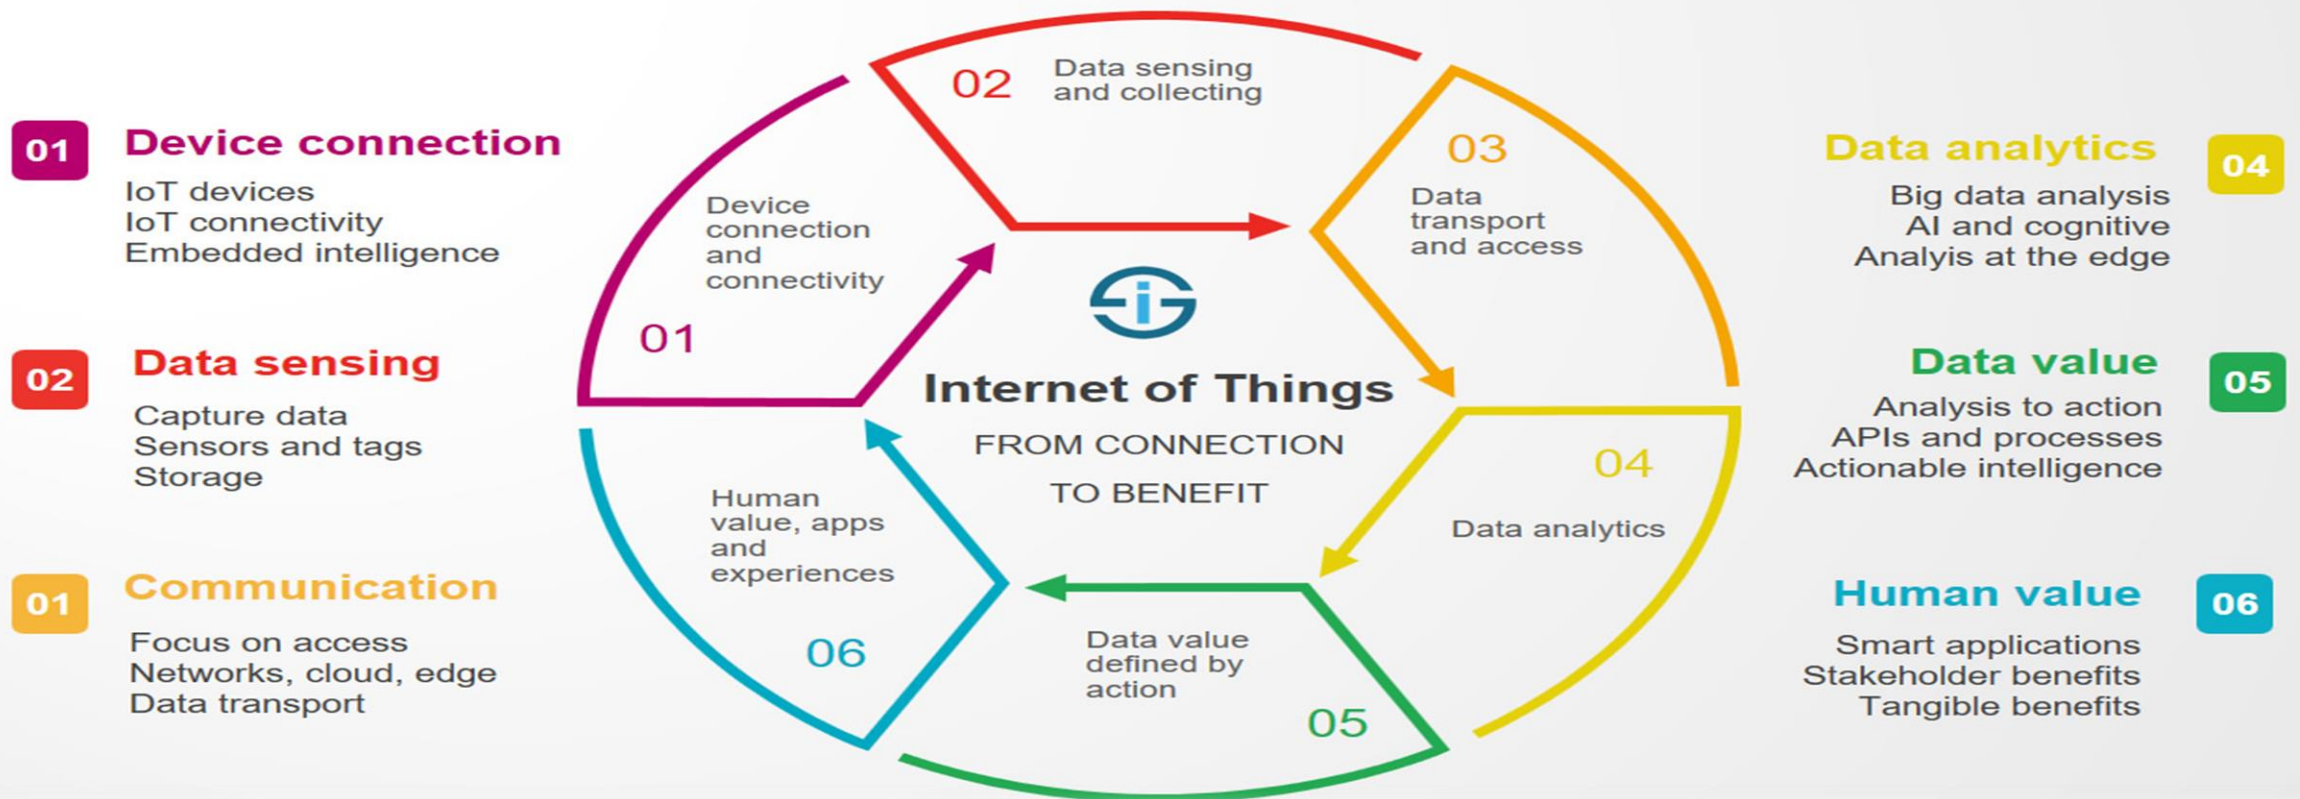 01
Device connection
IoT devices
IoT connectivity
Embedded intelligence
02
Data sensing
Capture data
Sensors and tags
Storage
01
Communication
Focus on access
Networks, cloud, edge
Data transport
01
Device
connection
and
connectivity
02
Data sensing
and collecting
03
Data
transport
and access
04
Data analytics
05
Data value
defined by
action
06
Human
value, apps
and
experiences
Internet of Things
FROM CONNECTION
TO BENEFIT
Data analytics
04
Big data analysis
AI and cognitive
Analyis at the edge
Data value
05
Analysis to action
APIs and processes
Actionable intelligence
Human value
06
Smart applications
Stakeholder benefits
Tangible benefits